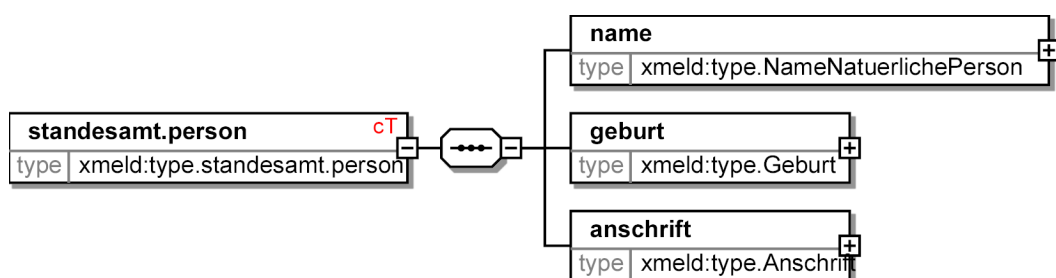 name
type xmeld:type.NameNatuerlichePerson
standesamt.person cT
type xmeld:type.standesamt.person
geburt
type xmeld:type.Geburt
anschrift
type xmeld:type.Anschrift